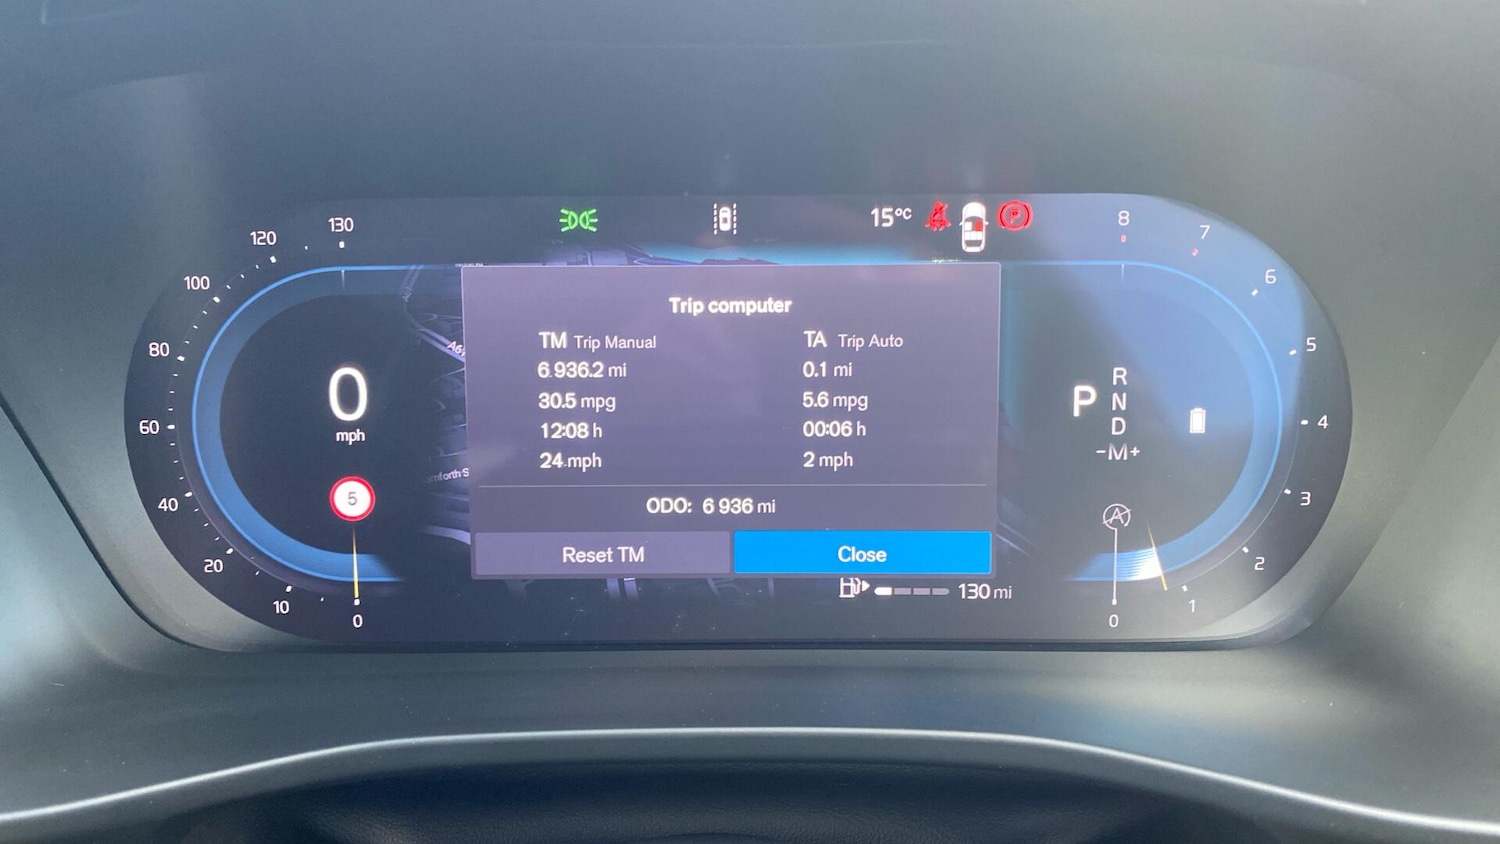 15°C
130
120
100
80
60
40
20
10
0
0
mph
5
Trip computer
TM Trip Manual
6 936.2 mi
30.5 mpg
12:08 h
24 mph
TA Trip Auto
0.1 mi
5.6 mpg
00:06 h
2 mph
ODO: 6 936 mi
Reset TM
Close
130 mi
P
R
N
D
-M+
A
8
7
6
5
4
3
2
1
0
P